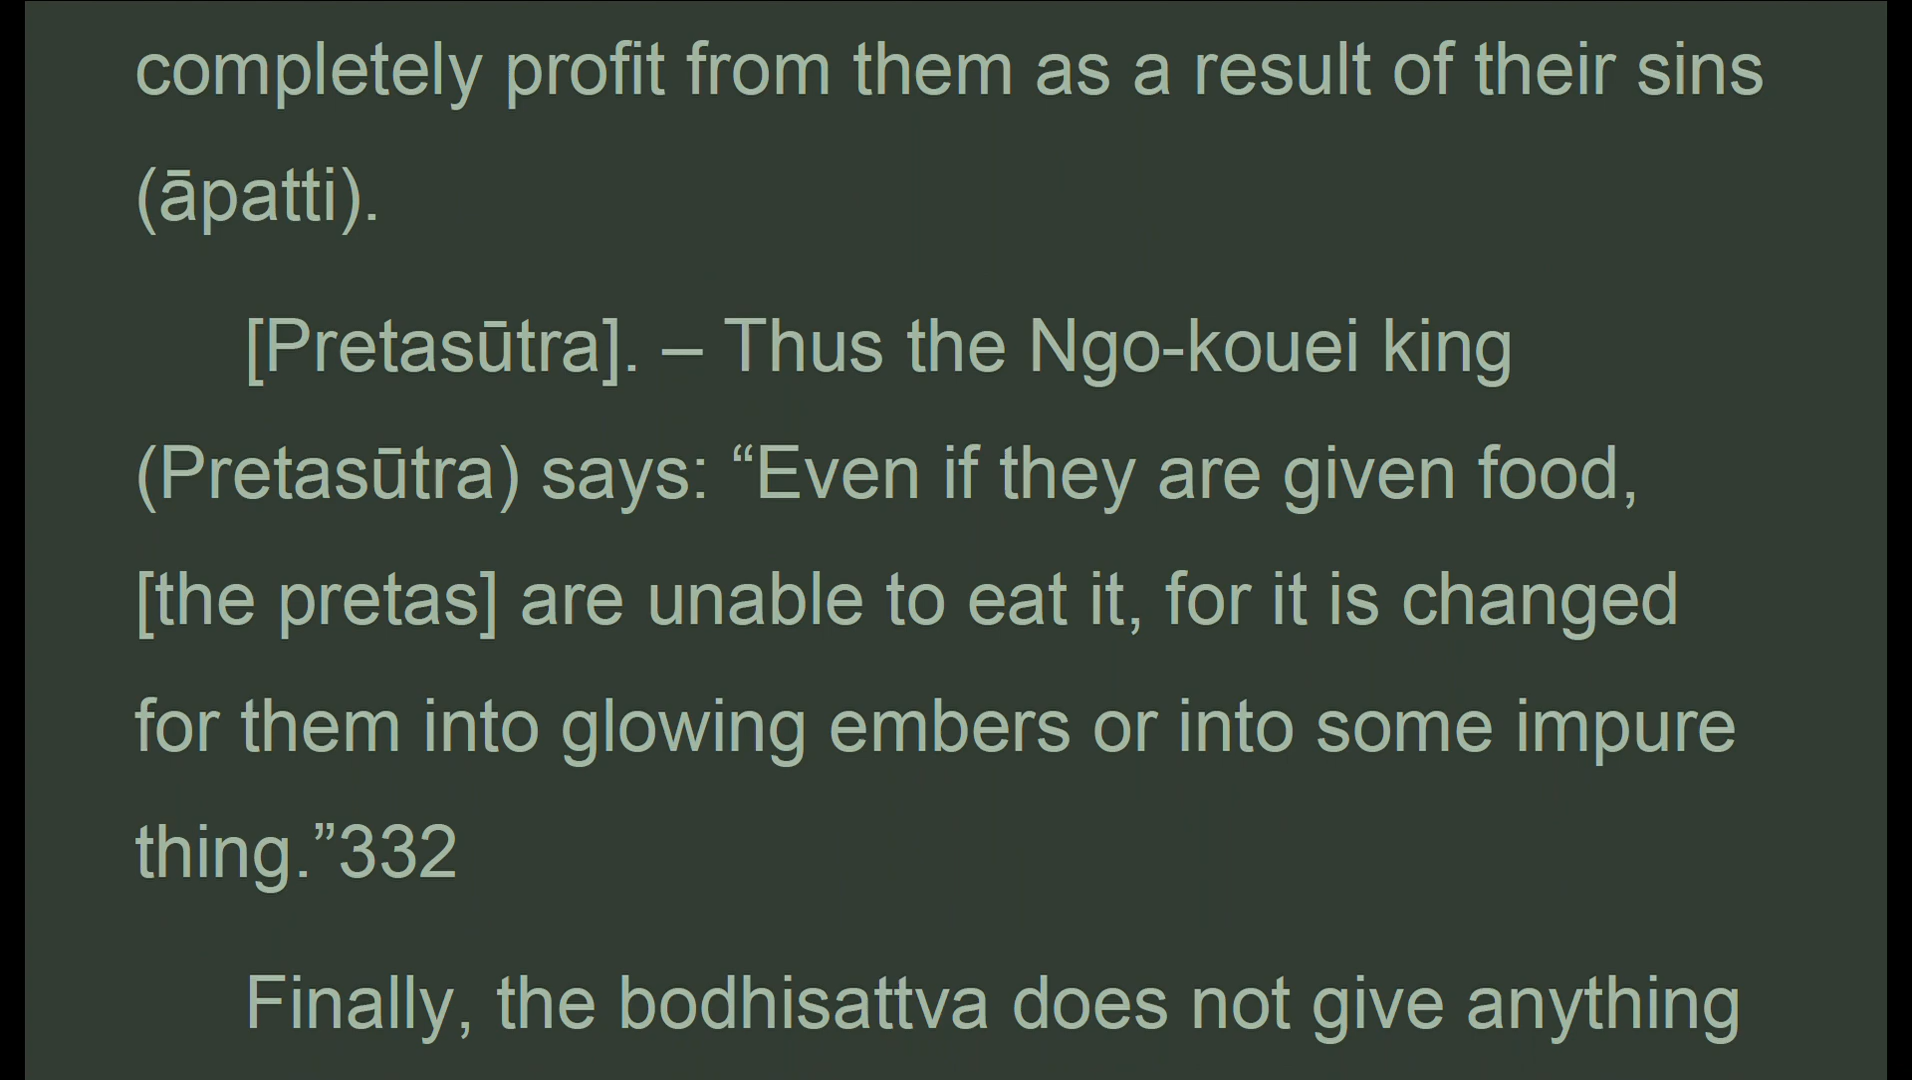 completely profit from them as a result of their sins
(āpatti).
[Pretasūtra]. – Thus the Ngo-kouei king
(Pretasūtra) says: “Even if they are given food,
[the pretas] are unable to eat it, for it is changed
for them into glowing embers or into some impure
thing.”332
Finally, the bodhisattva does not give anything